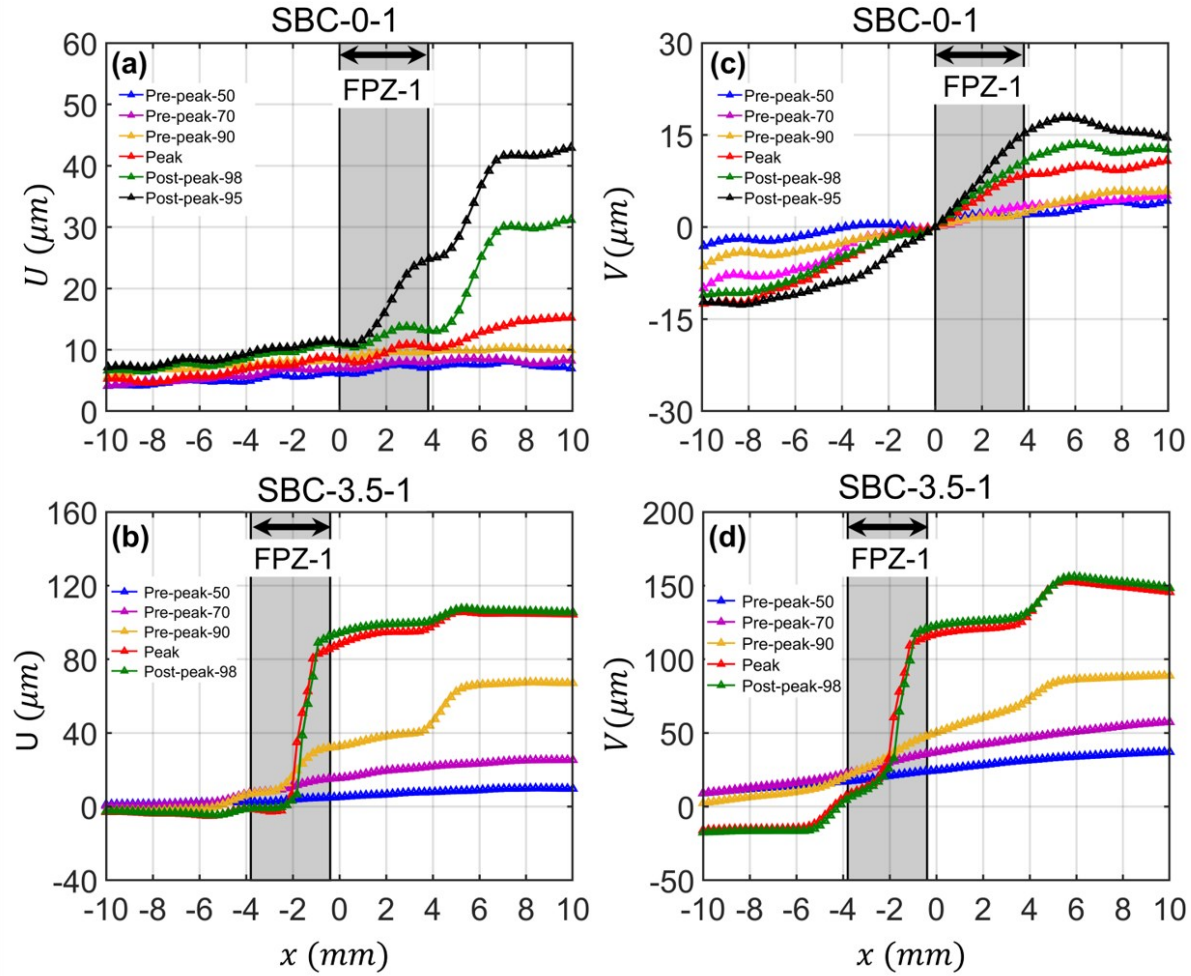 SBC-0-1
(a)
FPZ-1
Pre-peak-50
Pre-peak-70
Pre-peak-90
Peak
Post-peak-98
Post-peak-95
60
50
40
30
20
10
0
U (μm)
-10 -8 -6 -4 -2 0 2 4 6 8 10
SBC-0-1
(c)
FPZ-1
Pre-peak-50
Pre-peak-70
Pre-peak-90
Peak
Post-peak-98
Post-peak-95
30
15
0
-15
-30
V (μm)
-10 -8 -6 -4 -2 0 2 4 6 8 10
SBC-3.5-1
(b)
FPZ-1
Pre-peak-50
Pre-peak-70
Pre-peak-90
Peak
Post-peak-98
160
120
80
40
0
-40
U (μm)
-10 -8 -6 -4 -2 0 2 4 6 8 10
x (mm)
SBC-3.5-1
(d)
FPZ-1
Pre-peak-50
Pre-peak-70
Pre-peak-90
Peak
Post-peak-98
200
150
100
50
0
-50
V (μm)
-10 -8 -6 -4 -2 0 2 4 6 8 10
x (mm)